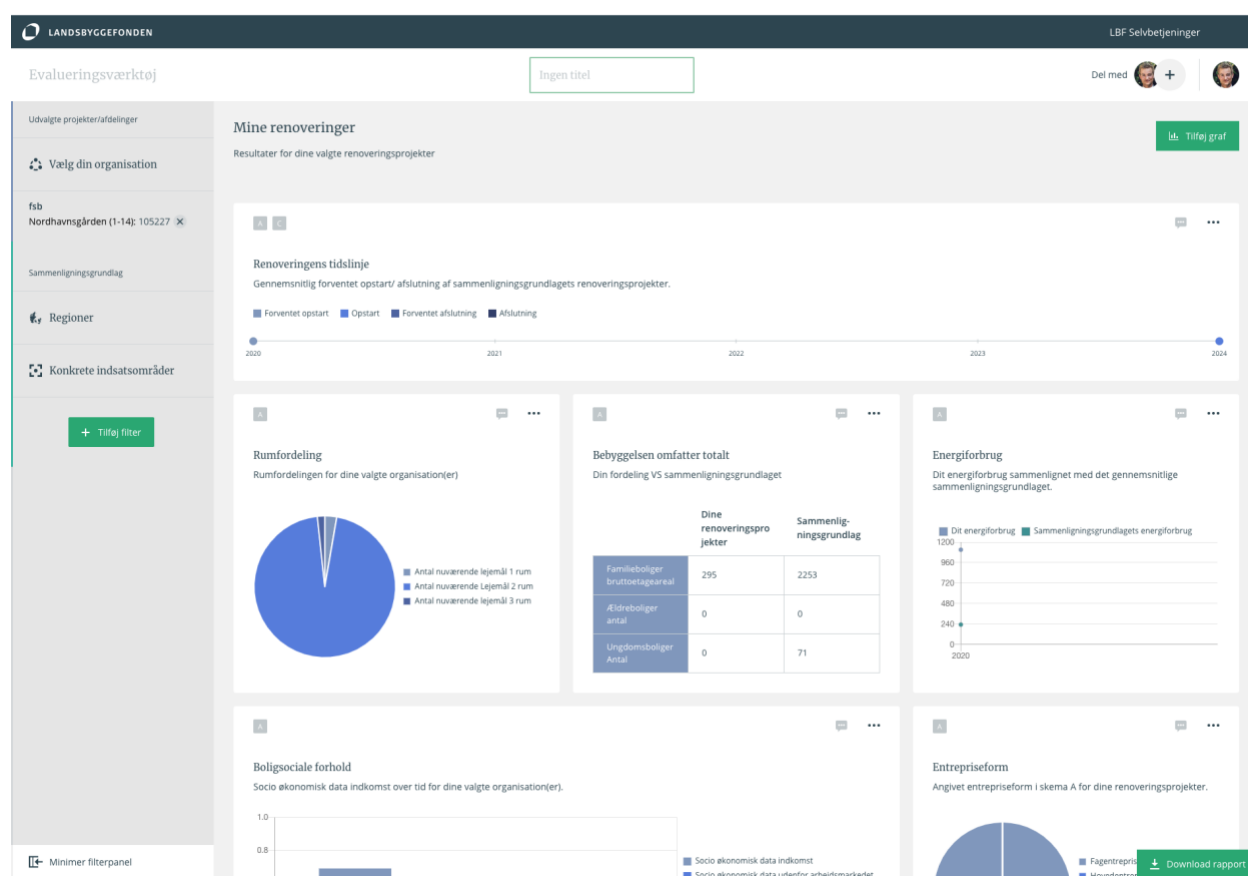 LANDSBYGGEFONDEN
LBF Selvbetjeninger
Evalueringsværktøj
Ingen titel
Del med
+
Udvalgte projekter/afdelinger
Vælg din organisation
fsb
Nordhavnsgården (1-14): 105227 ×
Sammenligningsgrundlag
Regioner
Konkrete indsatsområder
+ Tilføj filter
Minimer filterpanel
Mine renoveringer
Resultater for dine valgte renoveringsprojekter
Tilføj graf
A C
Renoveringens tidslinje
Gennemsnitlig forventet opstart/ afslutning af sammenligningsgrundlagets renoveringsprojekter.
Forventet opstart Opstart Forventet afslutning Afslutning
2020 2021 2022 2023 2024
A
Rumfordeling
Rumfordelingen for dine valgte organisation(er)
Antal nuværende lejemål 1 rum
Antal nuværende Lejemål 2 rum
Antal nuværende lejemål 3 rum
A
Bebyggelsen omfatter totalt
Din fordeling VS sammenligningsgrundlaget
Dine
renoveringspro
jekter
Sammenlig-
ningsgrundlag
Familieboliger
bruttoetageareal
295 2253
Ældreboliger
antal
0 0
Ungdomsboliger
Antal
0 71
A
Energiforbrug
Dit energiforbrug sammenlignet med det gennemsnitlige
sammenligningsgrundlaget.
Dit energiforbrug Sammenligningsgrundlagets energiforbrug
1200
960
720
480
240
0
2020
A
Boligsociale forhold
Socio økonomisk data indkomst over tid for dine valgte organisation(er).
1.0
0.8
Socio økonomisk data indkomst
Socio økonomisk data udenfor arbejdsmarkedet
A
Entrepriseform
Angivet entrepriseform i skema A for dine renoveringsprojekter.
Fagentrepris
Download rapport